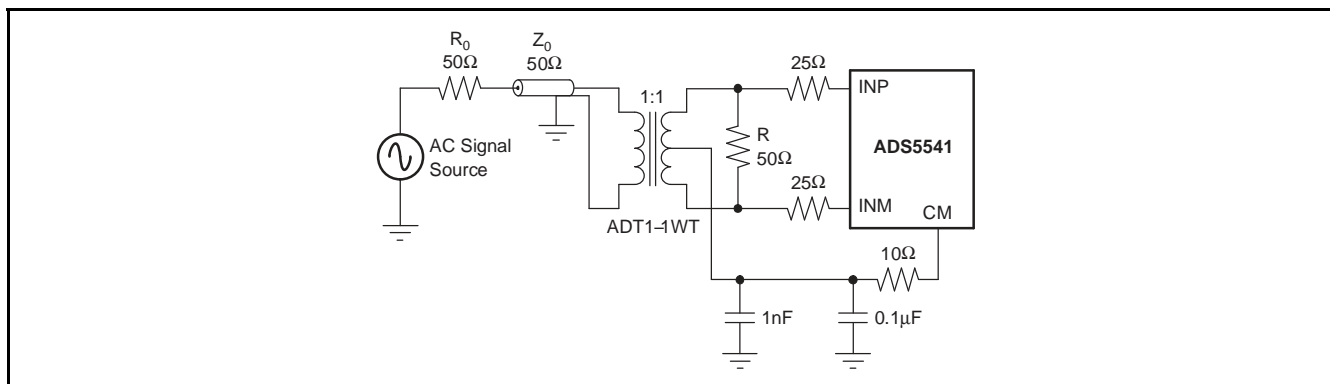 R0
50Ω
Z0
50Ω
25Ω
INP
1:1
R
50Ω
ADS5541
AC Signal
Source
25Ω
INM
CM
ADT1–1WT
10Ω
1nF
0.1µF